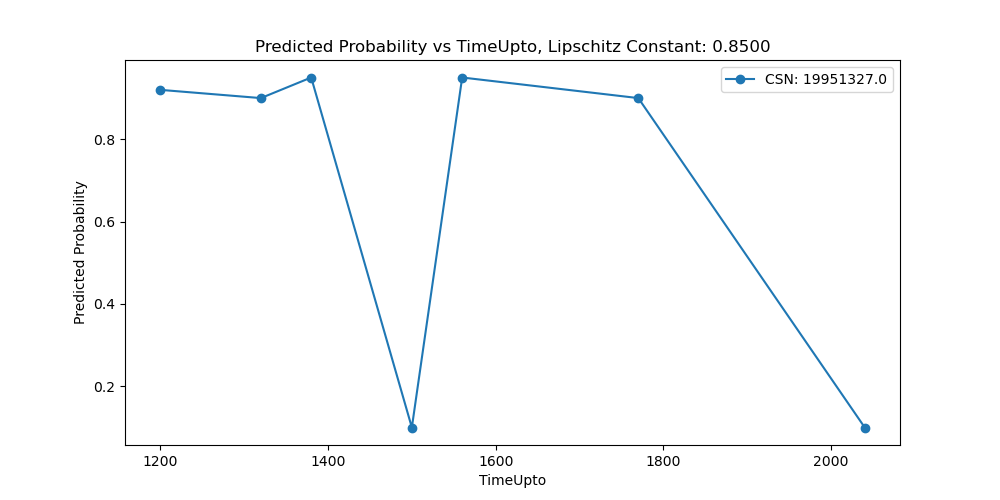 Predicted Probability vs TimeUpto, Lipschitz Constant: 0.8500
CSN: 19951327.0
Predicted Probability
0.8
0.6
0.4
0.2
1200 1400 1600 1800 2000
TimeUpto